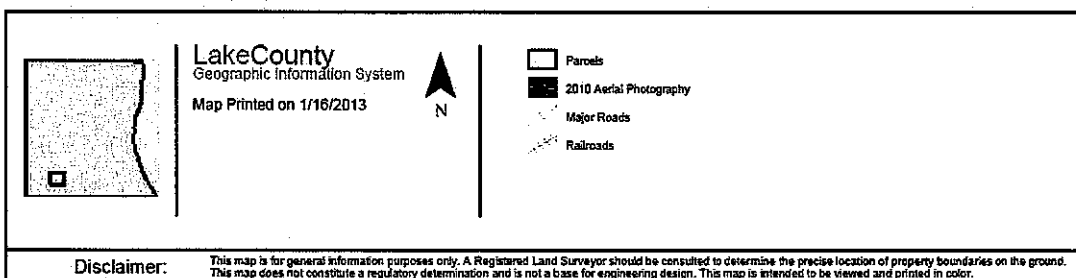 LakeCounty
Geographic Information System
Map Printed on 1/16/2013
N
Parcels
2010 Aerial Photography
Major Roads
Railroads
Disclaimer:
This map is for general information purposes only. A Registered Land Surveyor should be consulted to determine the precise location of property boundaries on the ground.
This map does not constitute a regulatory determination and is not a base for engineering design. This map is intended to be viewed and printed in color.